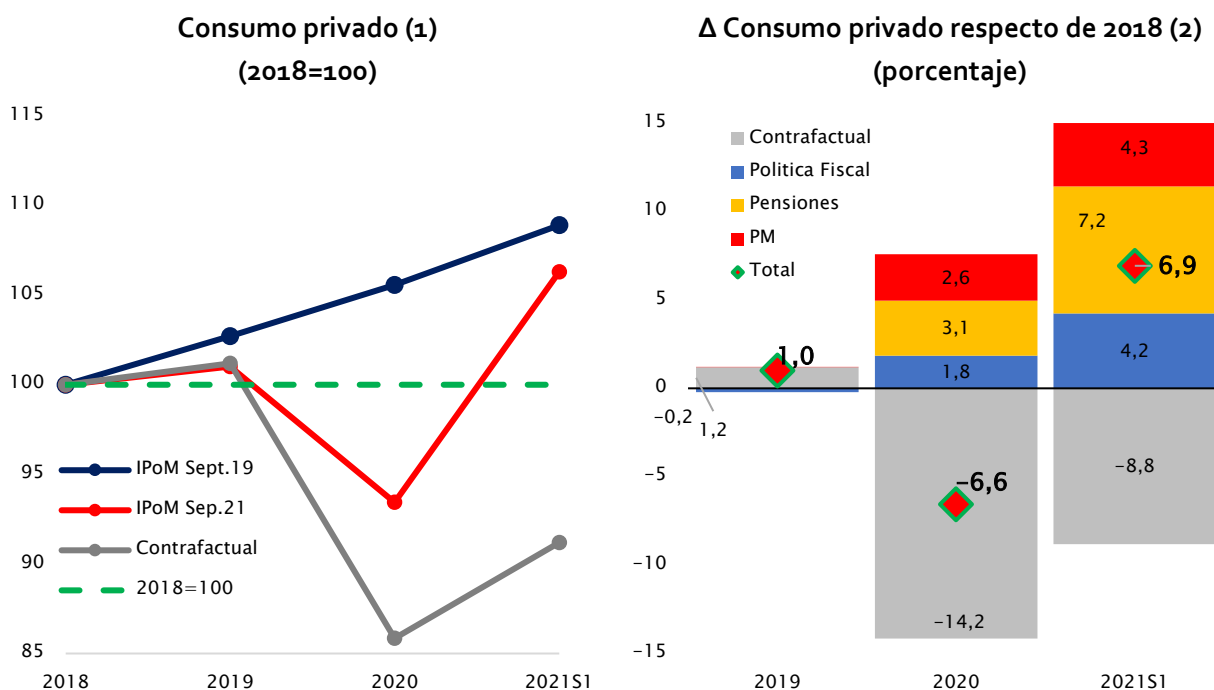 Consumo privado (1)
(2018=100)
115
110
105
100
95
90
85
IPoM Sept.19
IPoM Sep.21
Contrafactual
2018=100
2018
2019
2020
2021S1
Δ Consumo privado respecto de 2018 (2)
(porcentaje)
15
10
5
0
−5
−10
−15
Contrafactual
Politica Fiscal
Pensiones
PM
Total
1,0
−0,2
1,2
2,6
3,1
1,8
−6,6
−14,2
4,3
7,2
6,9
4,2
−8,8
2019
2020
2021S1